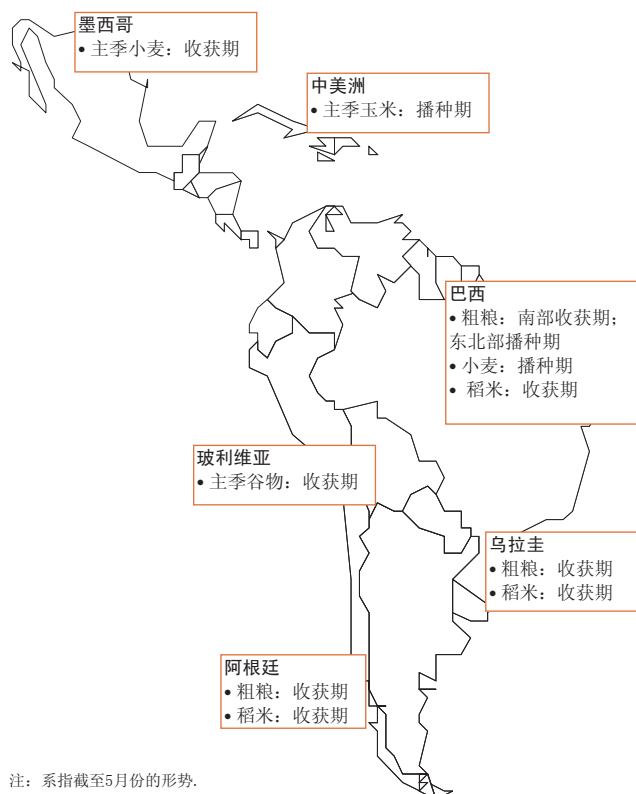 墨西哥
• 主季小麦：收获期
中美洲
• 主季玉米：播种期
巴西
• 粗粮：南部收获期；
东北部播种期
• 小麦：播种期
• 稻米：收获期
玻利维亚
• 主季谷物：收获期
乌拉圭
• 粗粮：收获期
• 稻米：收获期
阿根廷
• 粗粮：收获期
• 稻米：收获期
注：系指截至5月份的形势.